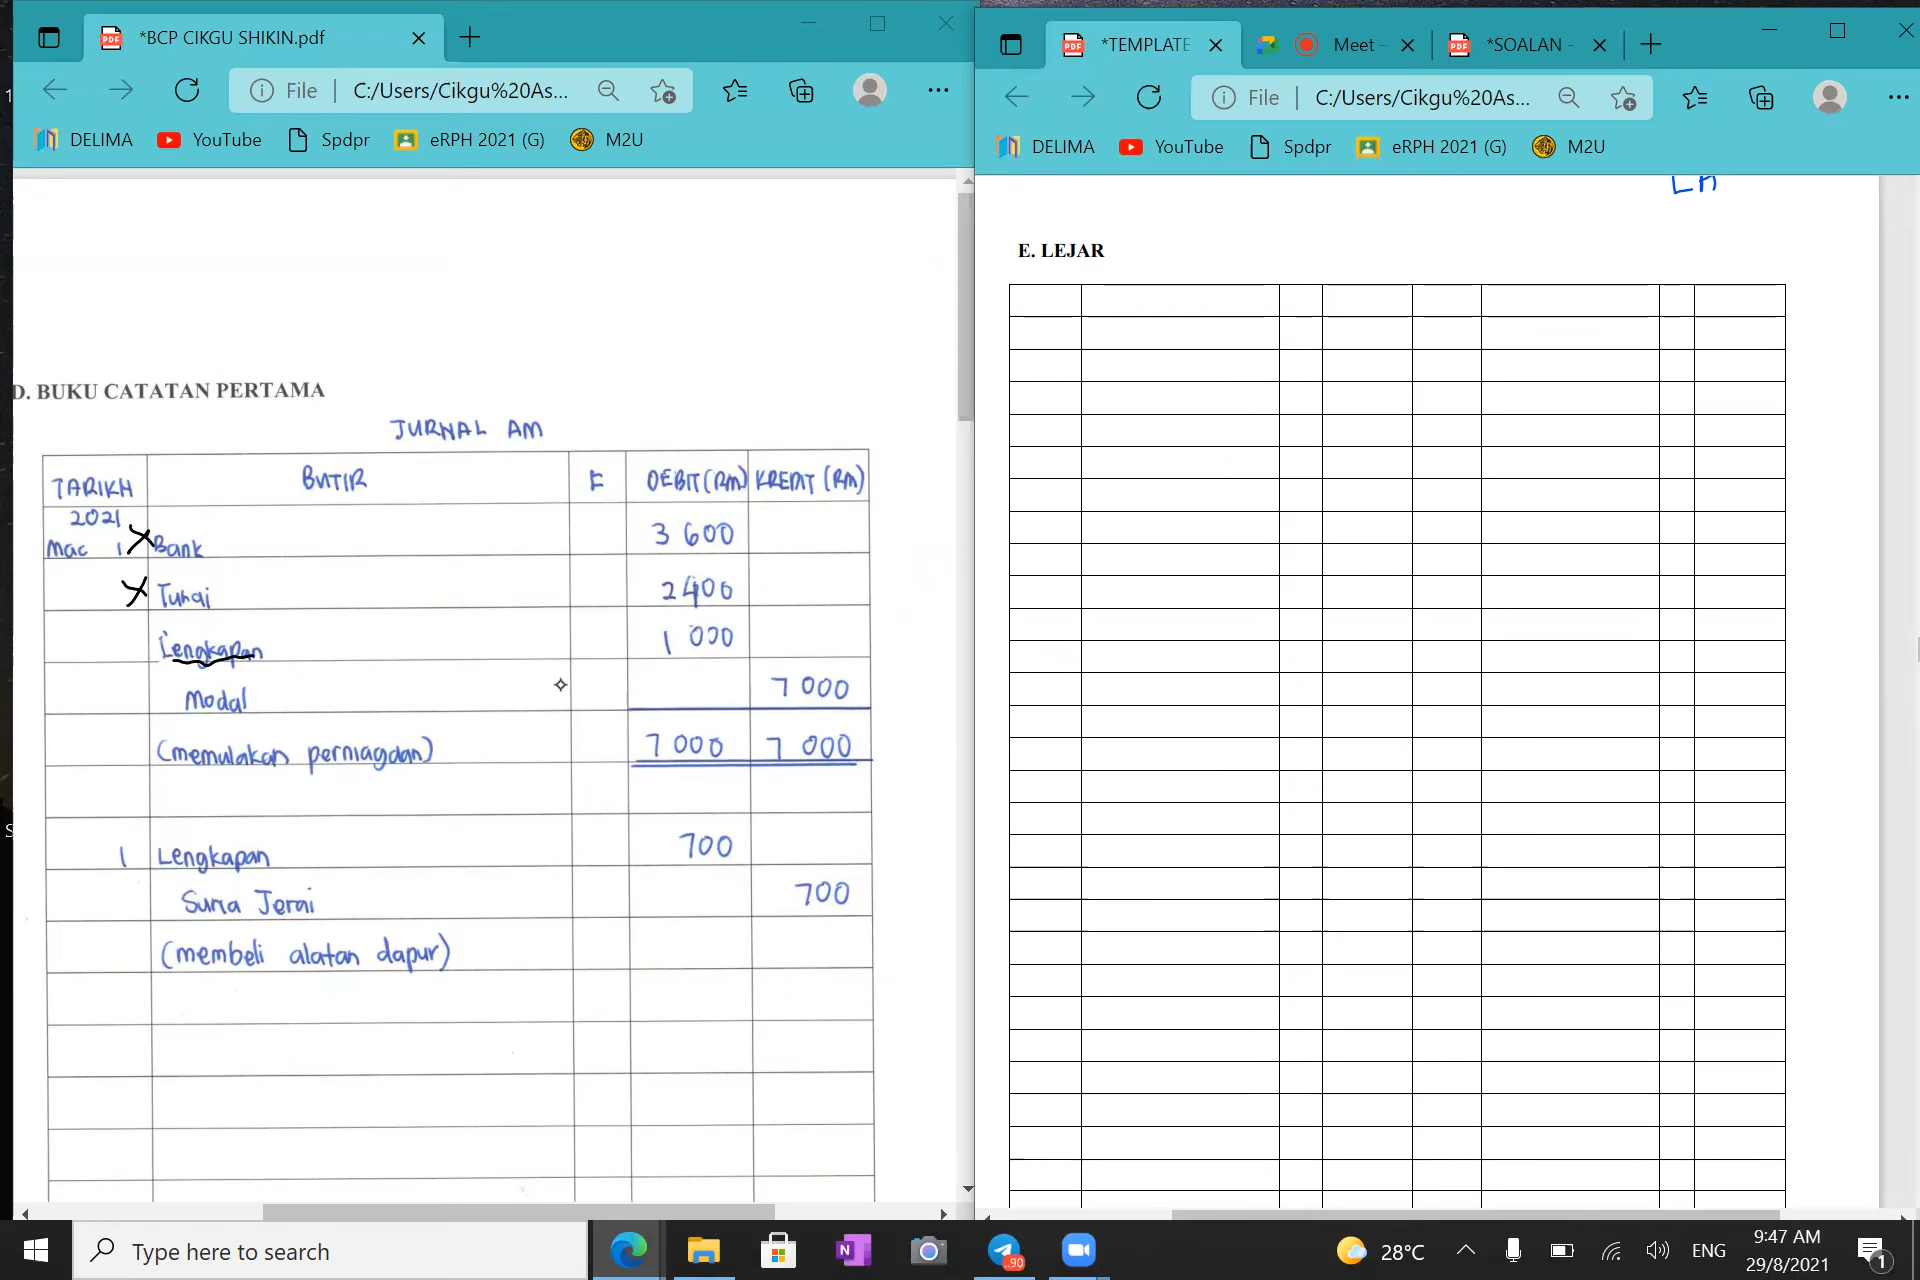 *BCP CIKGU SHIKIN.pdf
File
C:/Users/Cikgu%20As...
DELIMA
YouTube
Spdpr
eRPH 2021 (G)
M2U
D. BUKU CATATAN PERTAMA
JURNAL AM
TARIKH BUTIR F DEBIT(RM) KREDIT (RM)
2021
Mac 1 Bank 3 600
Tunai 2400
Lengkapan 1 000
Modal 7 000
(memulakan perniagaan) 7 000 7 000
1 Lengkapan 700
Suria Jerai 700
(membeli alatan dapur)
*TEMPLATE
Meet -
*SOALAN -
File
C:/Users/Cikgu%20As...
DELIMA
YouTube
Spdpr
eRPH 2021 (G)
M2U
E. LEJAR
Type here to search
..90
28°C
ENG
9:47 AM
29/8/2021
1